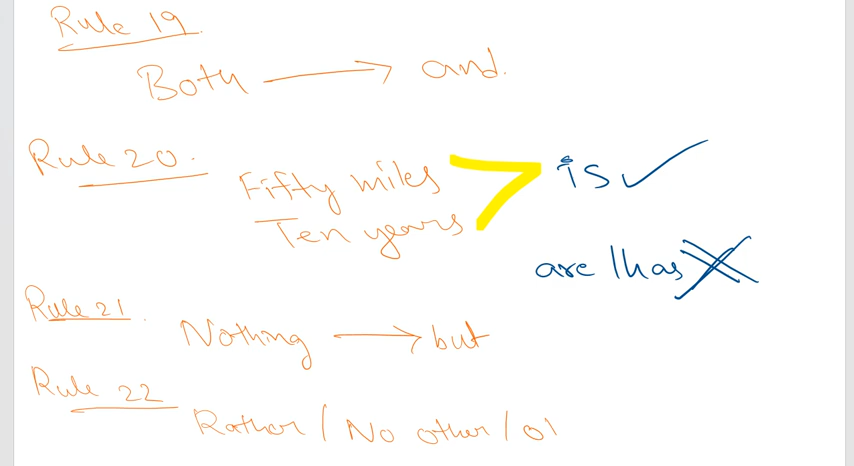 Rule 19.
Both → and.
Rule 20.
Fifty miles
Ten years
is ✓
are / has ✗
Rule 21.
Nothing → but
Rule 22
Rather / No other /